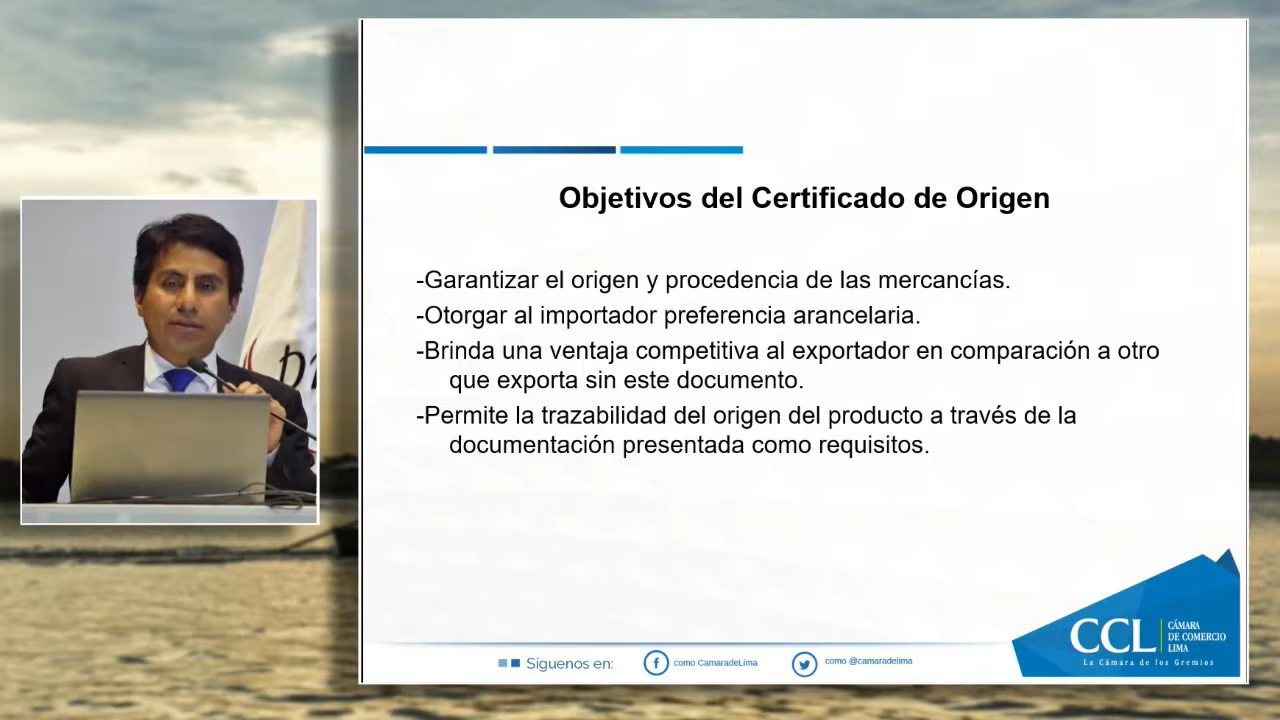 Objetivos del Certificado de Origen
-Garantizar el origen y procedencia de las mercancías.
-Otorgar al importador preferencia arancelaria.
-Brinda una ventaja competitiva al exportador en comparación a otro
que exporta sin este documento.
-Permite la trazabilidad del origen del producto a través de la
documentación presentada como requisitos.
Síguenos en:
como CamaradeLima
como @camaradelima
CCL
CÁMARA
DE COMERCIO
LIMA
La Cámara de los Gremios